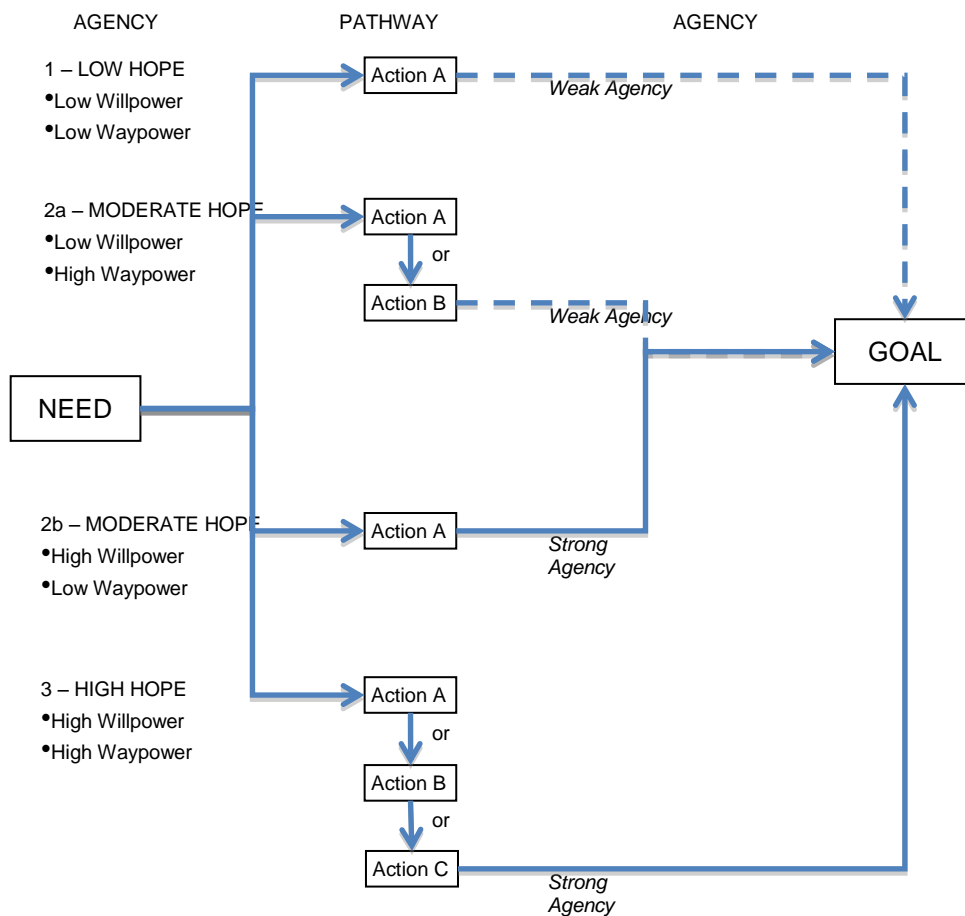 AGENCY
PATHWAY
AGENCY
1 – LOW HOPE
•Low Willpower
•Low Waypower
Action A
Weak Agency
2a – MODERATE HOPE
•Low Willpower
•High Waypower
Action A
or
Action B
Weak Agency
GOAL
NEED
2b – MODERATE HOPE
•High Willpower
•Low Waypower
Action A
Strong
Agency
3 – HIGH HOPE
•High Willpower
•High Waypower
Action A
or
Action B
or
Action C
Strong
Agency